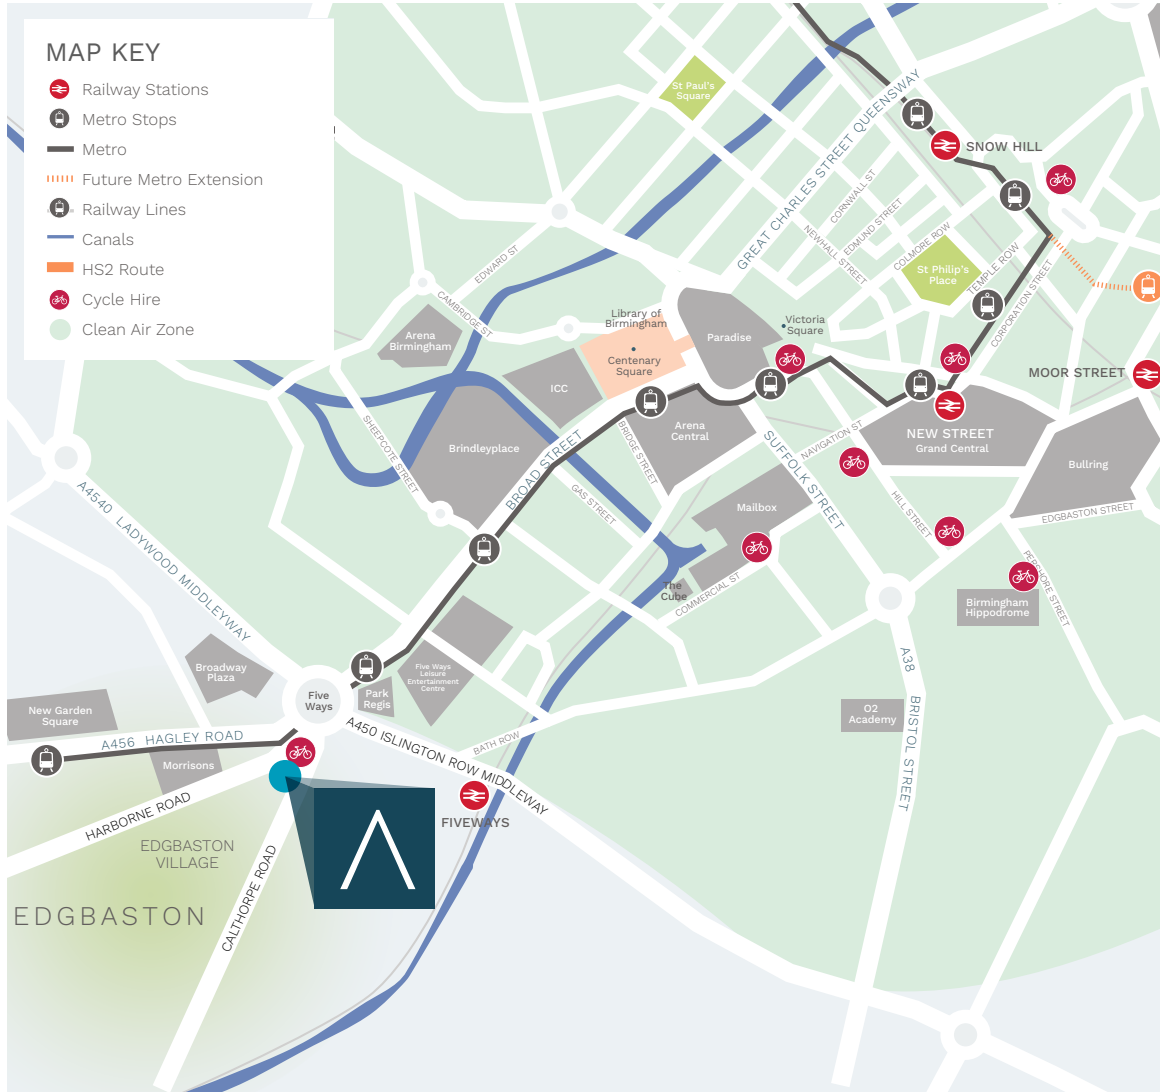 MAP KEY
Railway Stations
Metro Stops
Metro
Future Metro Extension
Railway Lines
Canals
HS2 Route
Cycle Hire
Clean Air Zone
St Paul's
Square
GREAT CHARLES STREET QUEENSWAY
SNOW HILL
CORNWALL ST
EDMUND STREET
NEWHALL STREET
COLMORE ROW
St Philip's
Place
TEMPLE ROW
CORPORATION STREET
EDWARD ST
CAMBRIDGE ST
Arena
Birmingham
Library of
Birmingham
Centenary
Square
Paradise
Victoria
Square
MOOR STREET
ICC
SHEEPCOTE STREET
Brindleyplace
BROAD STREET
BRIDGE STREET
Arena
Central
NEW STREET
Grand Central
NAVIGATION ST
SUFFOLK STREET
Bullring
EDGBASTON STREET
GAS STREET
Mailbox
HILL STREET
A4540 LADYWOOD MIDDLEYWAY
The
Cube
COMMERCIAL ST
PERSHORE STREET
Birmingham
Hippodrome
Broadway
Plaza
Five Ways
Leisure
Entertainment
Centre
Five
Ways
Park
Regis
A38 BRISTOL STREET
O2
Academy
New Garden
Square
A456 HAGLEY ROAD
Morrisons
A450 ISLINGTON ROW MIDDLEWAY
BATH ROW
HARBORNE ROAD
FIVEWAYS
EDGBASTON
VILLAGE
CALTHORPE ROAD
EDGBASTON